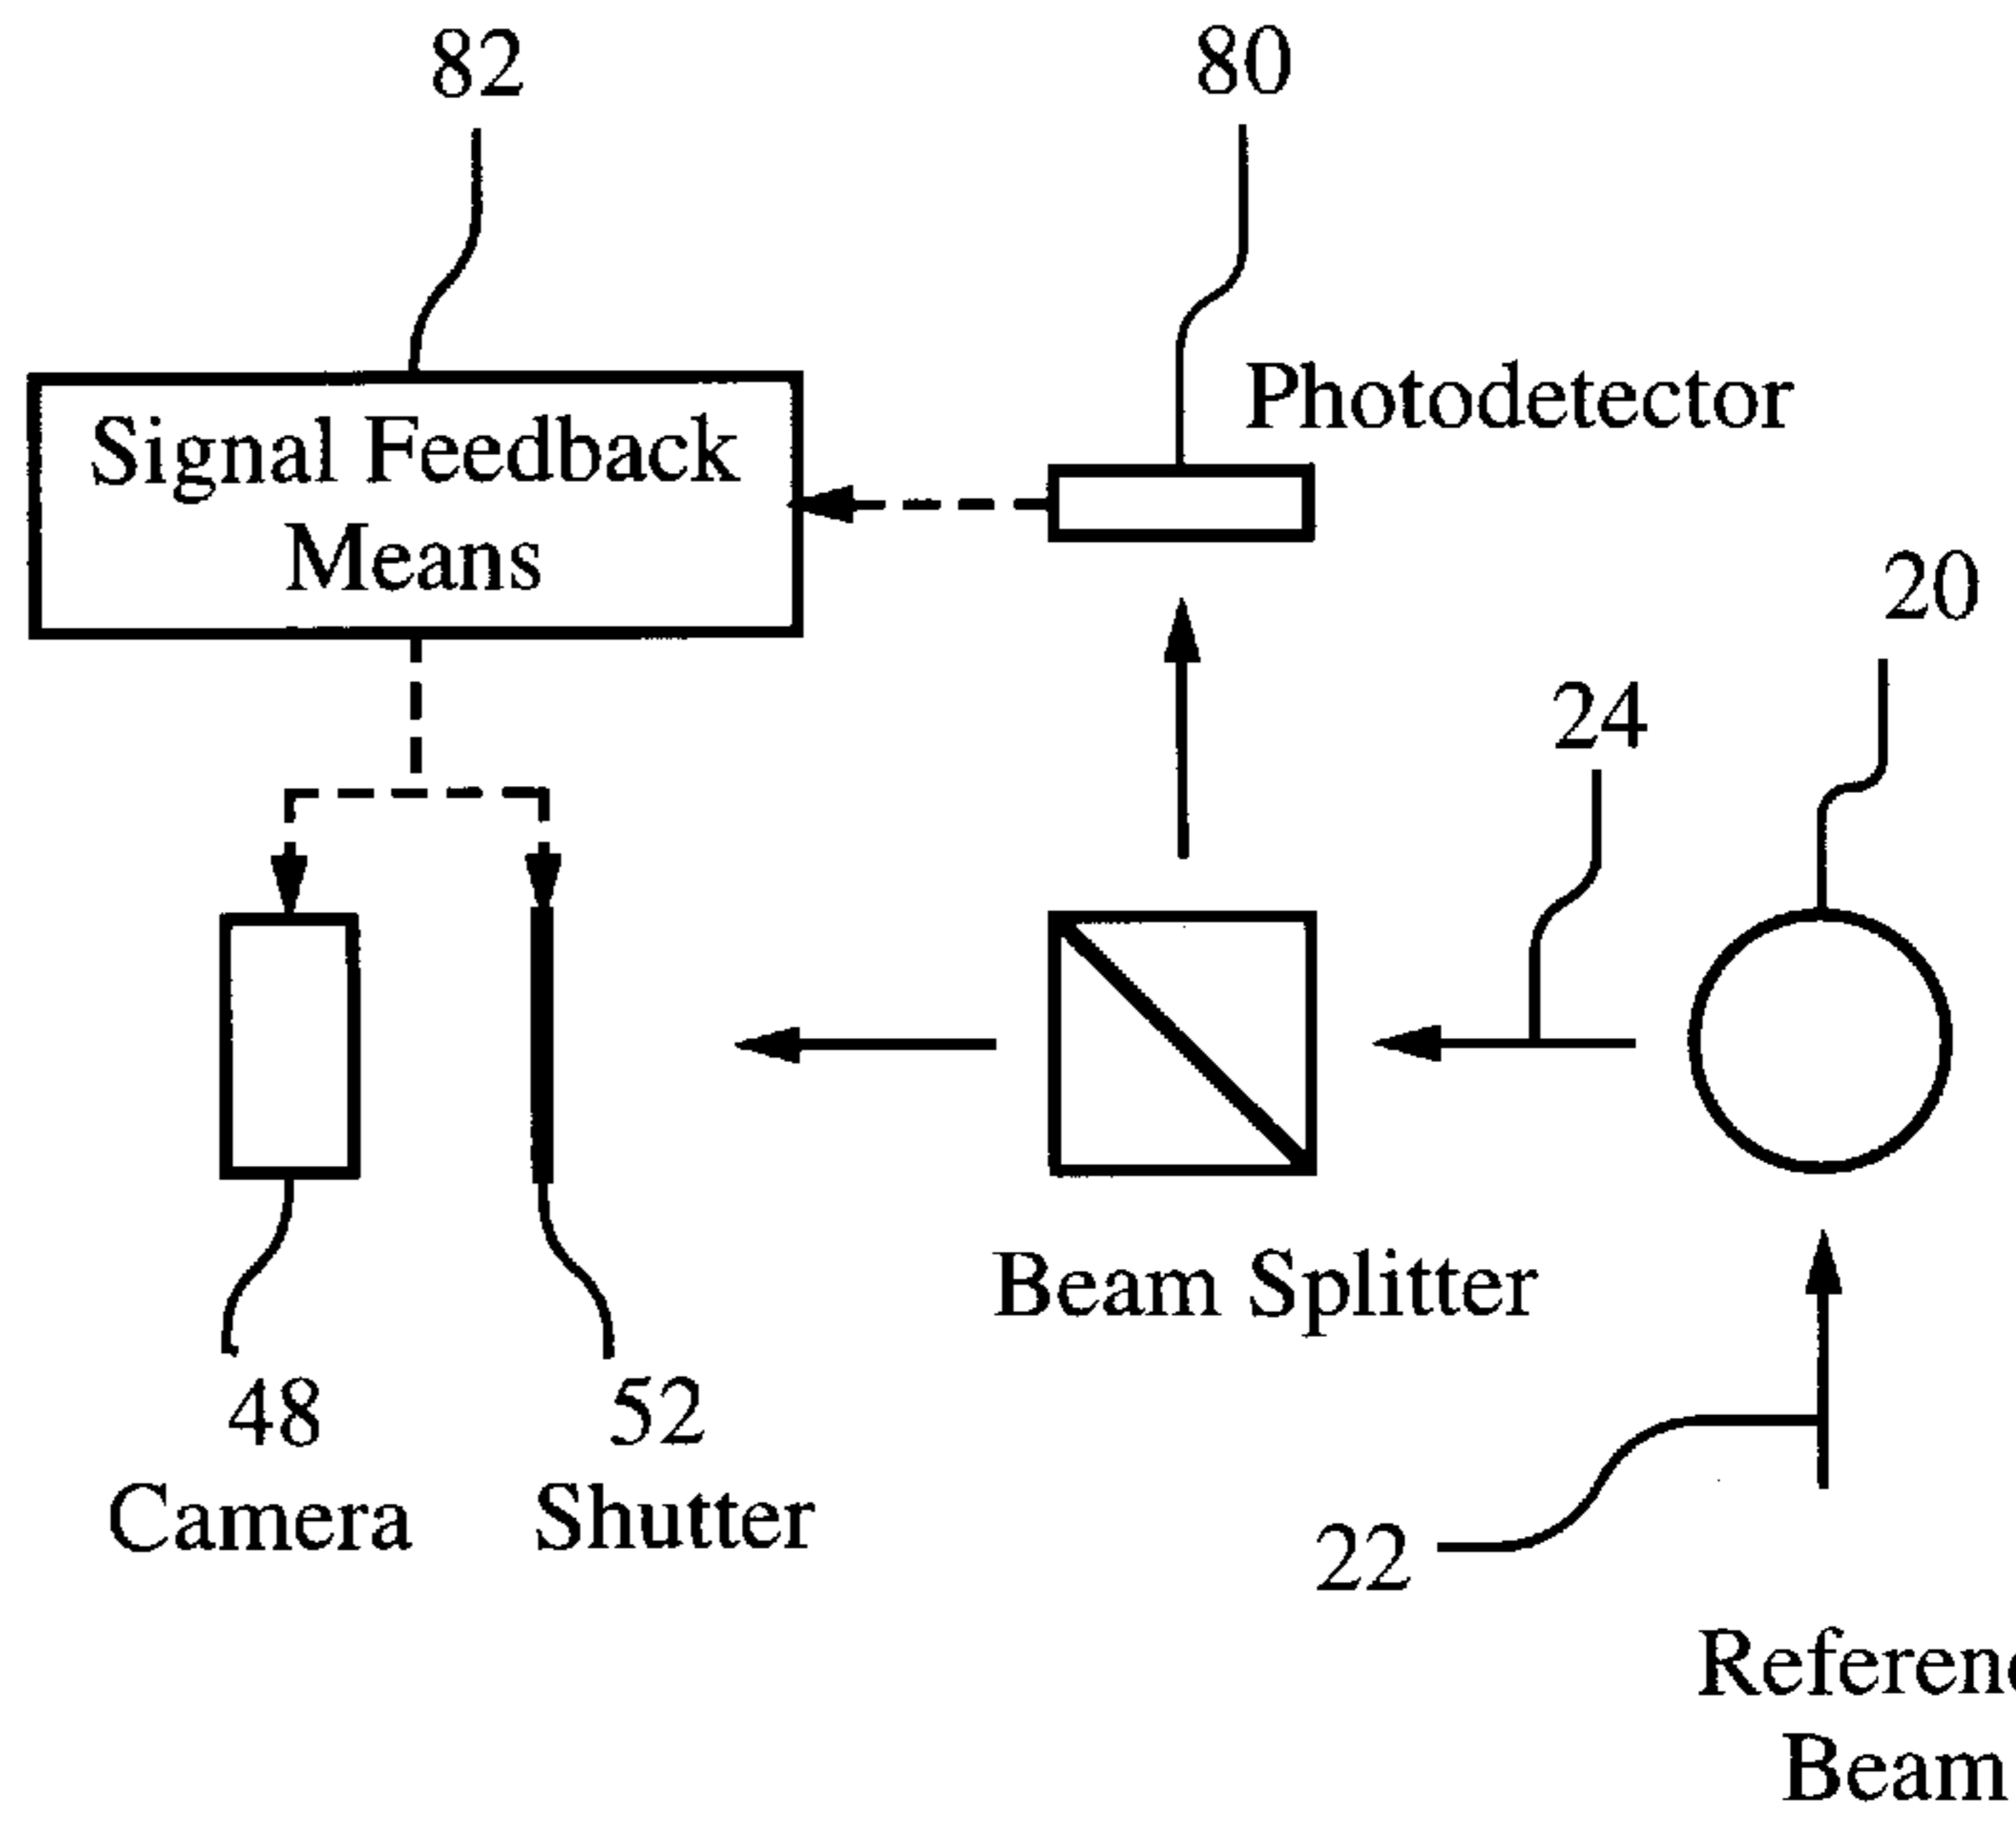 82
80
Signal Feedback
Means
Photodetector
20
24
Beam Splitter
48
Camera
52
Shutter
22
Beam